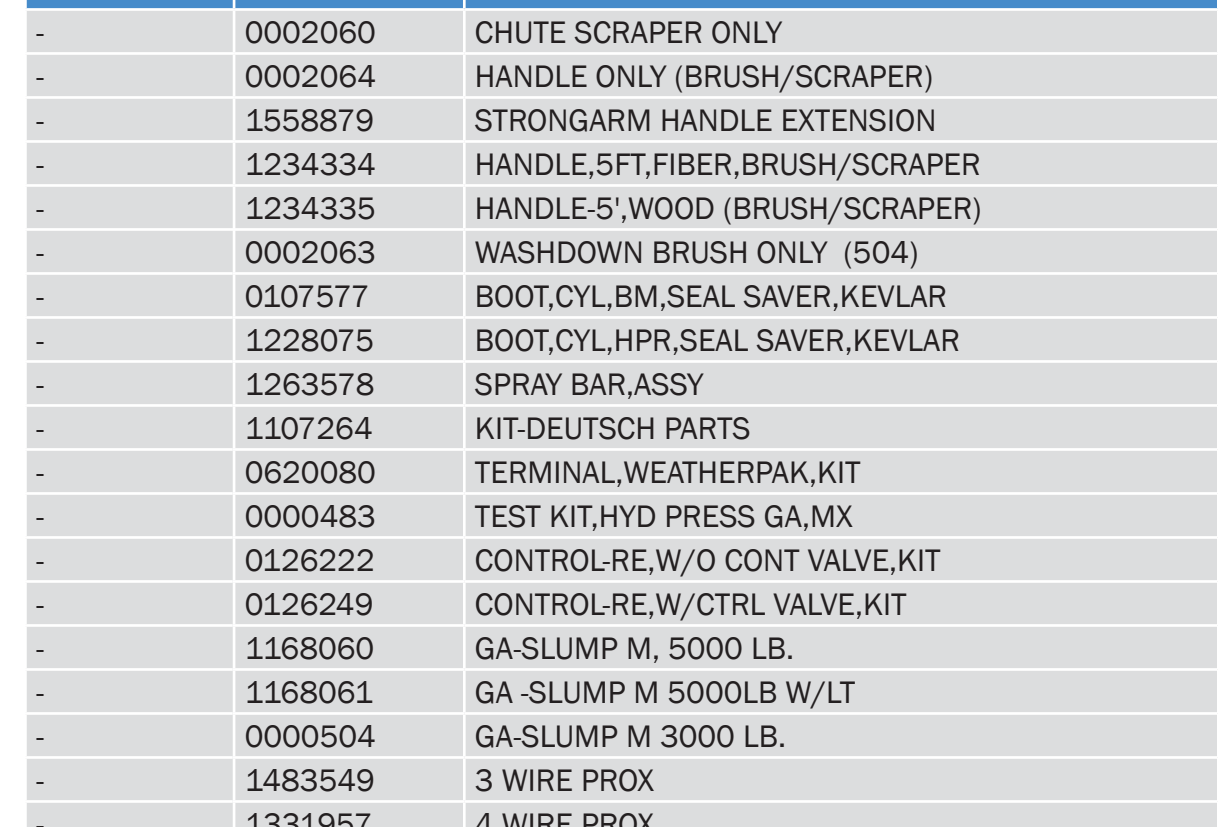 - 0002060 CHUTE SCRAPER ONLY
- 0002064 HANDLE ONLY (BRUSH/SCRAPER)
- 1558879 STRONGARM HANDLE EXTENSION
- 1234334 HANDLE,5FT,FIBER,BRUSH/SCRAPER
- 1234335 HANDLE-5',WOOD (BRUSH/SCRAPER)
- 0002063 WASHDOWN BRUSH ONLY  (504)
- 0107577 BOOT,CYL,BM,SEAL SAVER,KEVLAR
- 1228075 BOOT,CYL,HPR,SEAL SAVER,KEVLAR
- 1263578 SPRAY BAR,ASSY
- 1107264 KIT-DEUTSCH PARTS
- 0620080 TERMINAL,WEATHERPAK,KIT
- 0000483 TEST KIT,HYD PRESS GA,MX
- 0126222 CONTROL-RE,W/O CONT VALVE,KIT
- 0126249 CONTROL-RE,W/CTRL VALVE,KIT
- 1168060 GA-SLUMP M, 5000 LB.
- 1168061 GA -SLUMP M 5000LB W/LT
- 0000504 GA-SLUMP M 3000 LB.
- 1483549 3 WIRE PROX
- 1331957 4 WIRE PROX